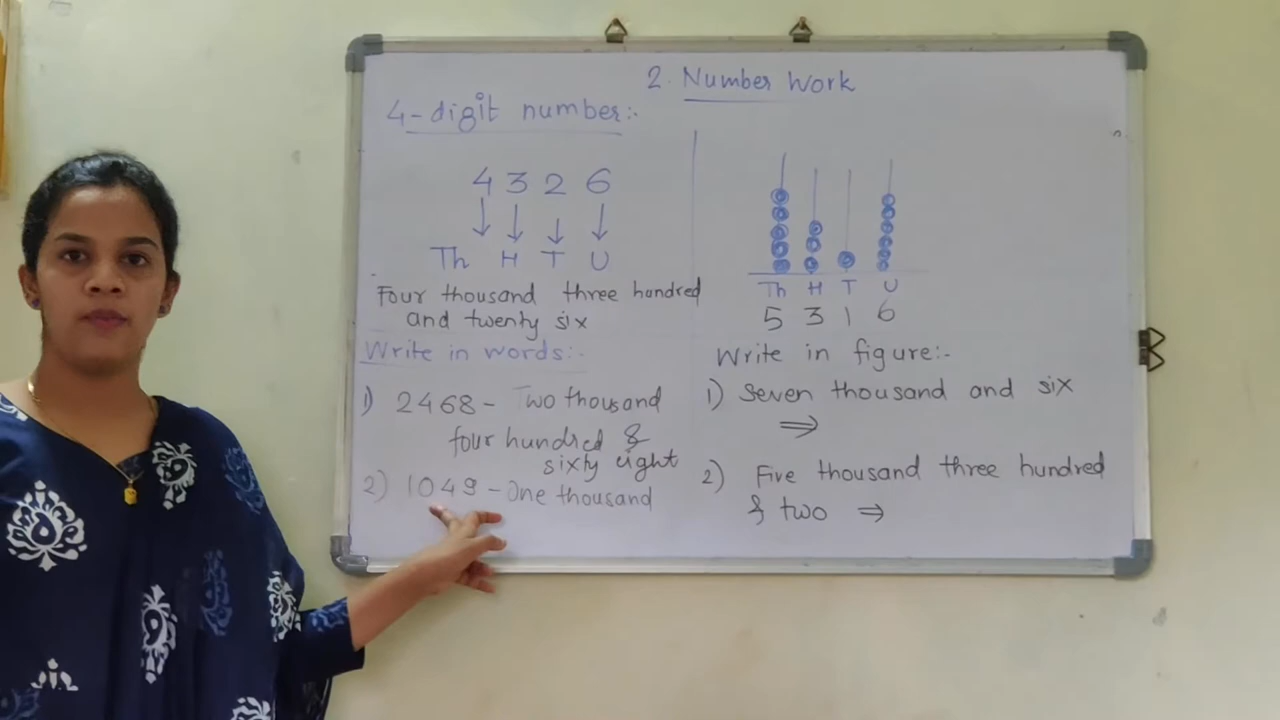 2. Number Work
4-digit number:-
4 3 2 6
Th H T U
Four thousand three hundred
and twenty six
Write in words:-
1) 2468 - Two thousand
four hundred &
sixty eight
2) 1049 - One thousand
Th H T U
5 3 1 6
Write in figure:-
1) Seven thousand and six
⇒
2) Five thousand three hundred
& two ⇒